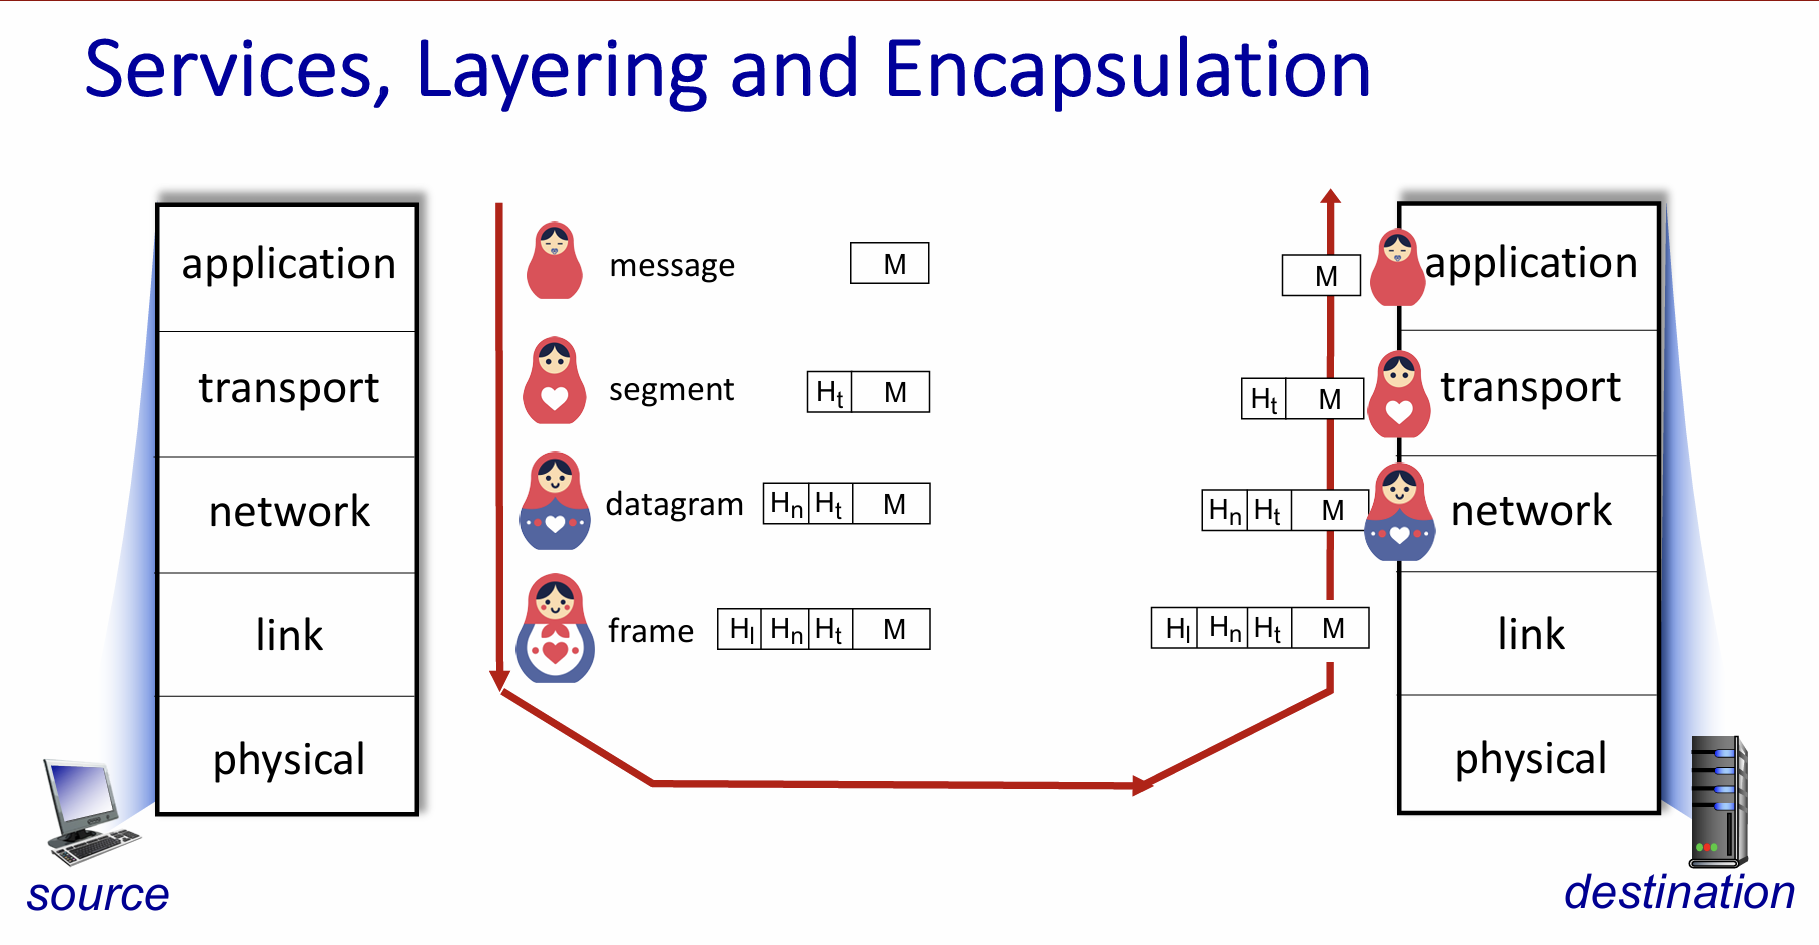 Services, Layering and Encapsulation
application
transport
network
link
physical
source
message M
segment Ht M
datagram Hn Ht M
frame Hl Hn Ht M
M
Ht M
Hn Ht M
Hl Hn Ht M
application
transport
network
link
physical
destination